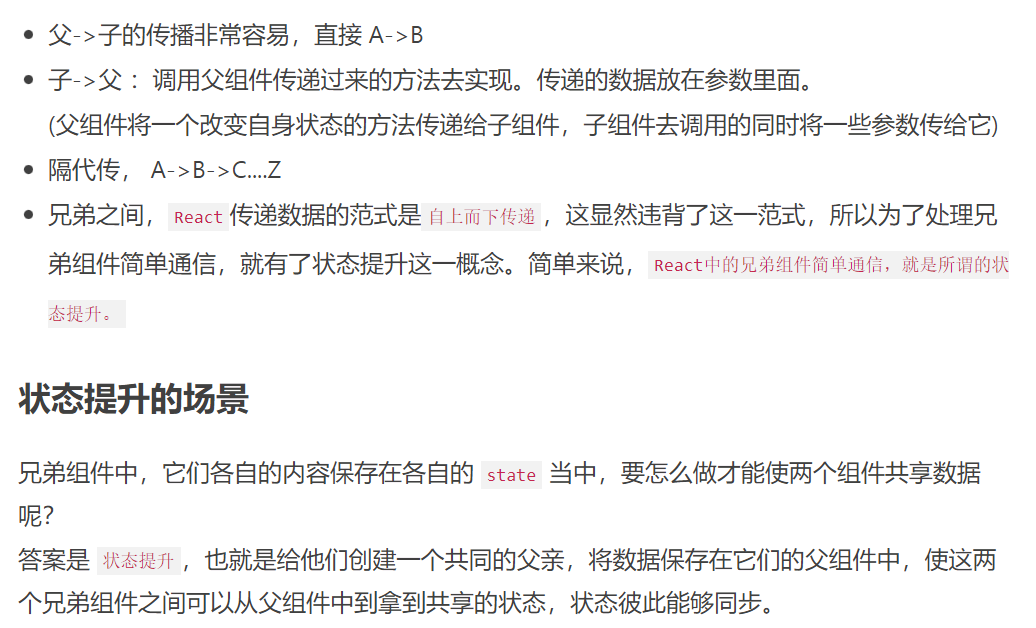 父->子的传播非常容易，直接 A->B
子->父 ：调用父组件传递过来的方法去实现。传递的数据放在参数里面。
(父组件将一个改变自身状态的方法传递给子组件，子组件去调用的同时将一些参数传给它)
隔代传， A->B->C....Z
兄弟之间，React传递数据的范式是自上而下传递，这显然违背了这一范式，所以为了处理兄
弟组件简单通信，就有了状态提升这一概念。简单来说，React中的兄弟组件简单通信，就是所谓的状
态提升。
状态提升的场景
兄弟组件中，它们各自的内容保存在各自的 state 当中，要怎么做才能使两个组件共享数据
呢？
答案是 状态提升，也就是给他们创建一个共同的父亲，将数据保存在它们的父组件中，使这两
个兄弟组件之间可以从父组件中到拿到共享的状态，状态彼此能够同步。